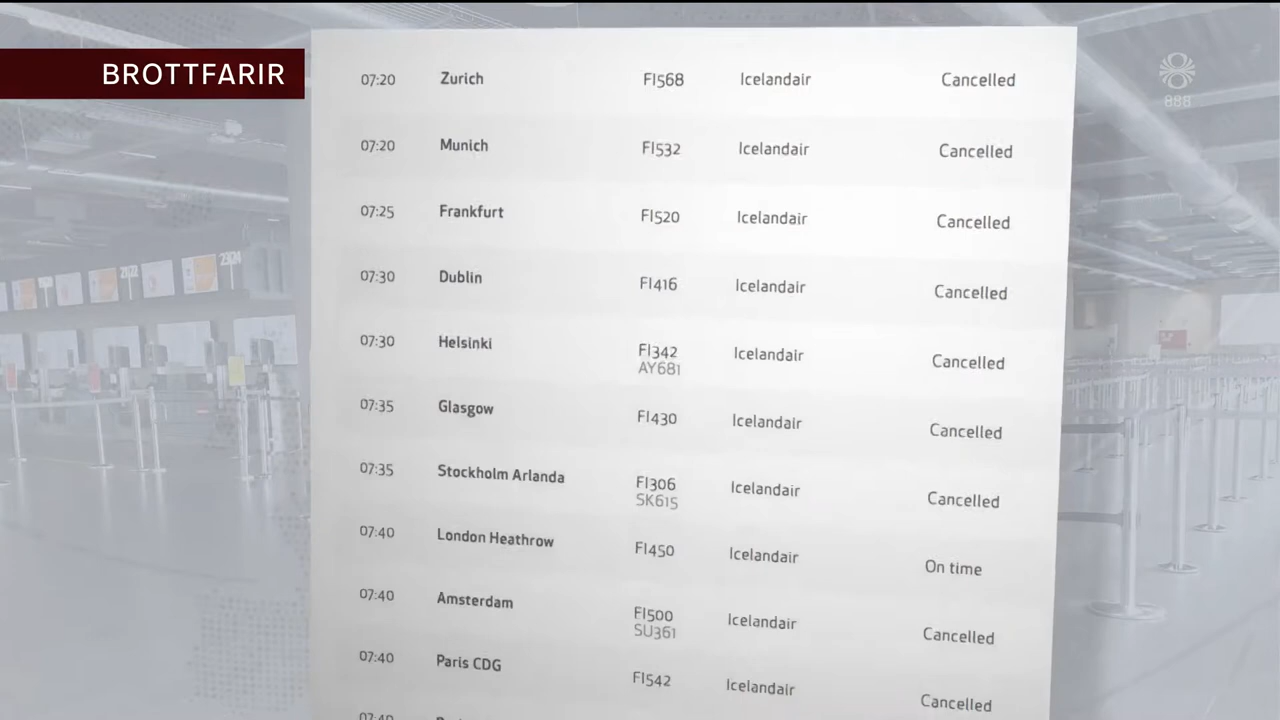 BROTTFARIR
888
07:20 Zurich FI568 Icelandair Cancelled
07:20 Munich FI532 Icelandair Cancelled
07:25 Frankfurt FI520 Icelandair Cancelled
07:30 Dublin FI416 Icelandair Cancelled
07:30 Helsinki FI342 Icelandair Cancelled
AY681
07:35 Glasgow FI430 Icelandair Cancelled
07:35 Stockholm Arlanda FI306 Icelandair Cancelled
SK615
07:40 London Heathrow FI450 Icelandair On time
07:40 Amsterdam FI500 Icelandair Cancelled
SU361
07:40 Paris CDG FI542 Icelandair Cancelled
07:40